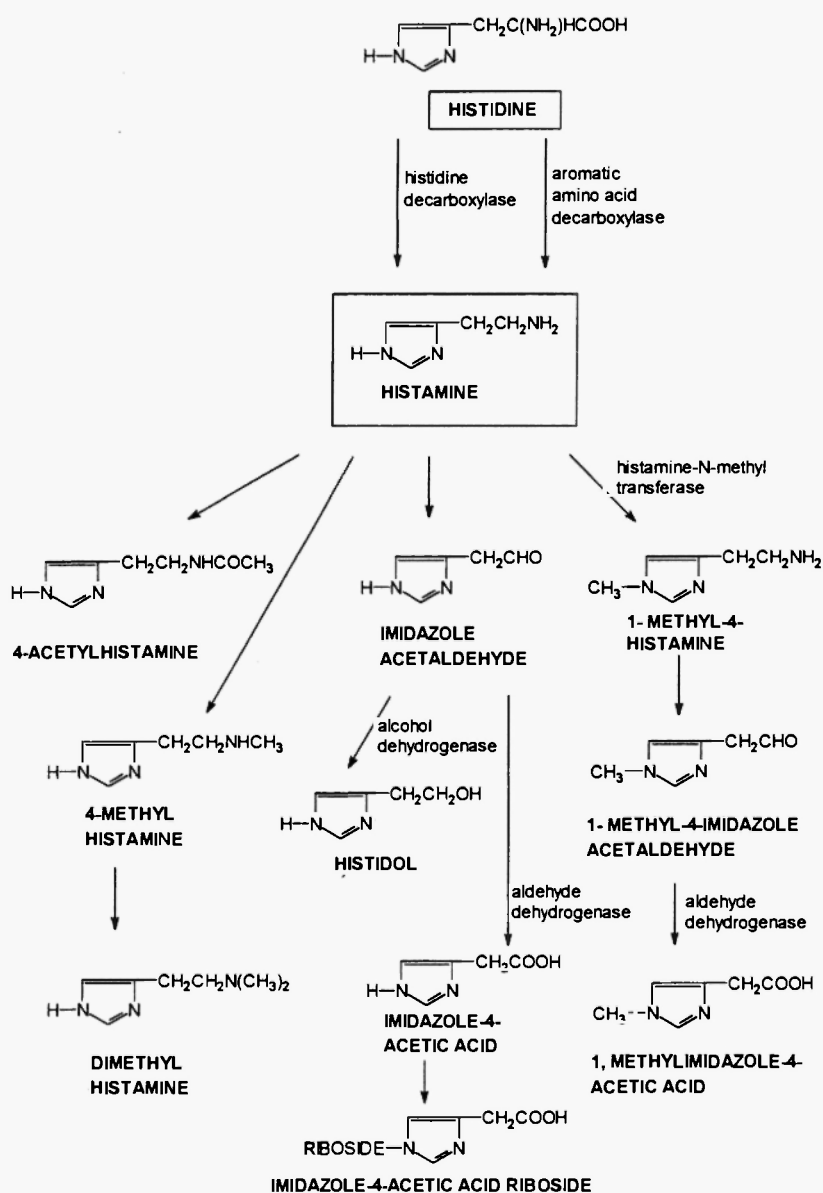 CH₂C(NH₂)HCOOH
H–N N
HISTIDINE
histidine
decarboxylase
aromatic
amino acid
decarboxylase
CH₂CH₂NH₂
H–N N
HISTAMINE
histamine-N-methyl
transferase
CH₂CH₂NHCOCH₃
H–N N
4-ACETYLHISTAMINE
CH₂CHO
H–N N
IMIDAZOLE
ACETALDEHYDE
CH₂CH₂NH₂
CH₃–N N
1- METHYL-4-
HISTAMINE
alcohol
dehydrogenase
CH₂CH₂NHCH₃
H–N N
4-METHYL
HISTAMINE
CH₂CH₂OH
H–N N
HISTIDOL
CH₂CHO
CH₃–N N
1- METHYL-4-IMIDAZOLE
ACETALDEHYDE
aldehyde
dehydrogenase
aldehyde
dehydrogenase
CH₂CH₂N(CH₃)₂
H–N N
DIMETHYL
HISTAMINE
CH₂COOH
H–N N
IMIDAZOLE-4-
ACETIC ACID
CH₂COOH
CH₃--N N
1, METHYLIMIDAZOLE-4-
ACETIC ACID
CH₂COOH
RIBOSIDE–N N
IMIDAZOLE-4-ACETIC ACID RIBOSIDE